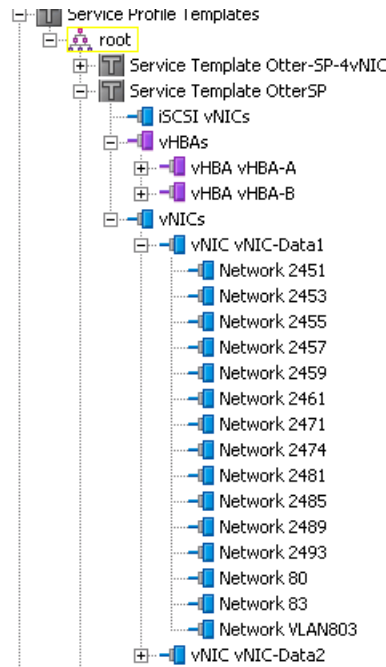 Service Profile Templates
root
Service Template Otter-SP-4vNIC
Service Template OtterSP
iSCSI vNICs
vHBAs
vHBA vHBA-A
vHBA vHBA-B
vNICs
vNIC vNIC-Data1
Network 2451
Network 2453
Network 2455
Network 2457
Network 2459
Network 2461
Network 2471
Network 2474
Network 2481
Network 2485
Network 2489
Network 2493
Network 80
Network 83
Network VLAN803
vNIC vNIC-Data2